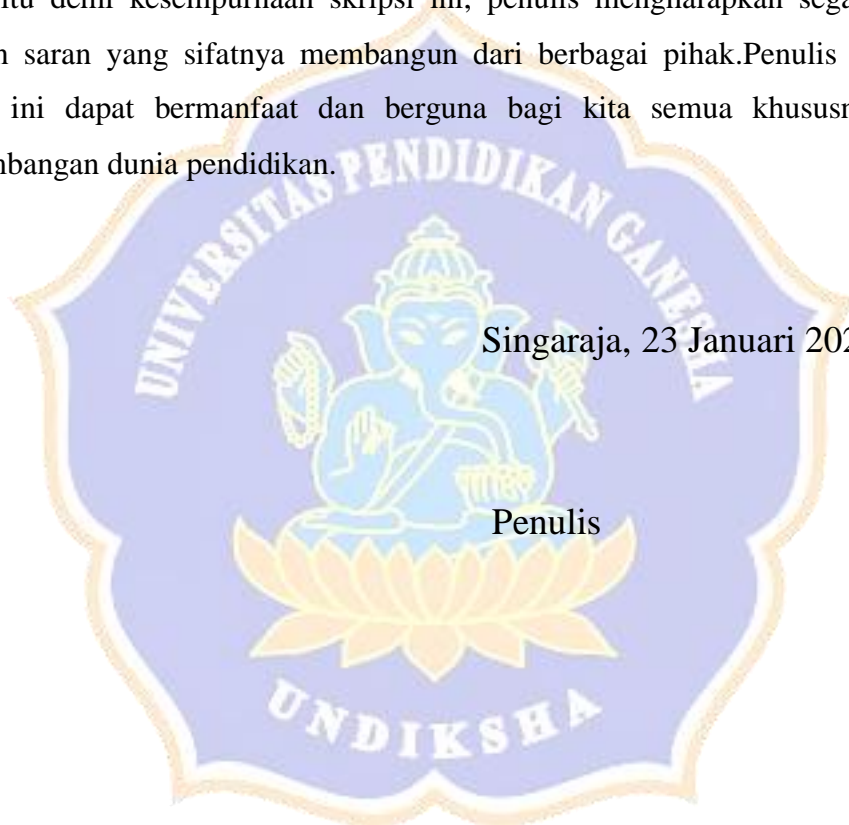 itu demi kesempurnaan skripsi ini, penulis mengharapkan sega
n saran yang sifatnya membangun dari berbagai pihak.Penulis
ini dapat bermanfaat dan berguna bagi kita semua khususn
mbangan dunia pendidikan.
UNIVERSITAS PENDIDIKAN GANESHA
Singaraja, 23 Januari 202
Penulis
UNDIKSHA